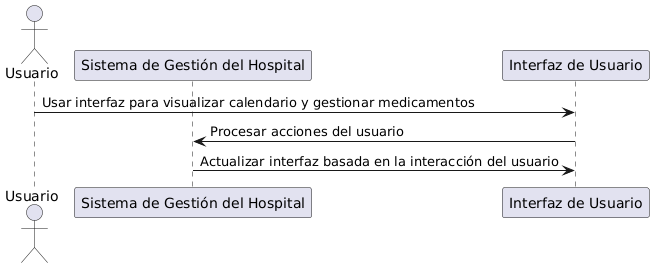 Usuario
Sistema de Gestión del Hospital
Interfaz de Usuario
Usar interfaz para visualizar calendario y gestionar medicamentos
Procesar acciones del usuario
Actualizar interfaz basada en la interacción del usuario
Usuario
Sistema de Gestión del Hospital
Interfaz de Usuario